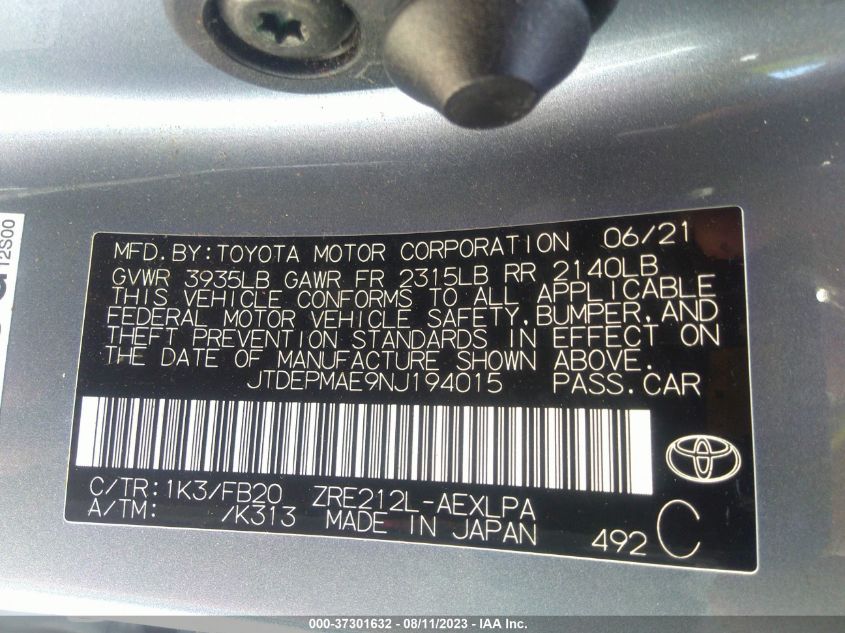 12S00
MFD.BY:TOYOTA MOTOR CORPORATION 06/21
GVWR 3935LB GAWR FR 2315LB RR 2140LB
THIS VEHICLE CONFORMS TO ALL APPLICABLE
FEDERAL MOTOR VEHICLE SAFETY,BUMPER,AND
THEFT PREVENTION STANDARDS IN EFFECT ON
THE DATE OF MANUFACTURE SHOWN ABOVE.
JTDEPMAE9NJ194015 PASS.CAR
C/TR:1K3/FB20 ZRE212L-AEXLPA
A/TM: /K313 MADE IN JAPAN
492 C
000-37301632 - 08/11/2023 - IAA Inc.